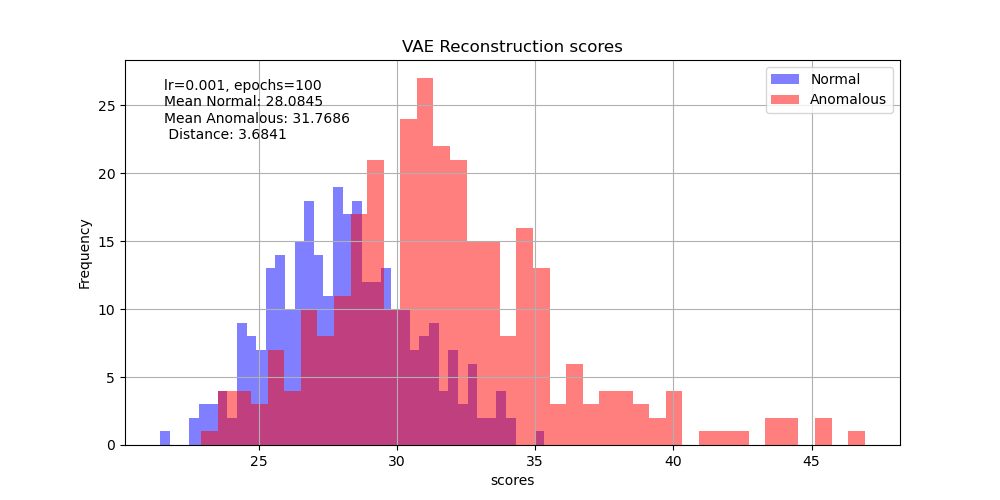 VAE Reconstruction scores
lr=0.001, epochs=100
Mean Normal: 28.0845
Mean Anomalous: 31.7686
Distance: 3.6841
Normal
Anomalous
Frequency
25
20
15
10
5
0
25 30 35 40 45
scores